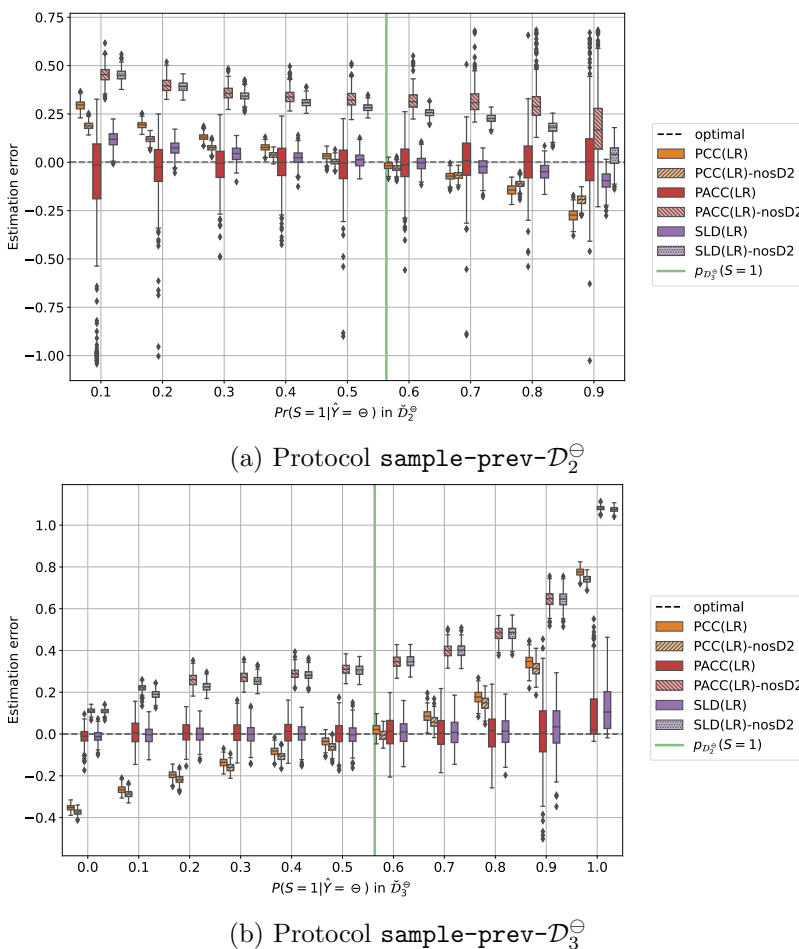 0.75
0.50
0.25
0.00
−0.25
−0.50
−0.75
−1.00
Estimation error
0.1 0.2 0.3 0.4 0.5 0.6 0.7 0.8 0.9
Pr(S = 1|Ŷ = ⊖) in 𝒟̌₂^⊖
optimal
PCC(LR)
PCC(LR)-nosD2
PACC(LR)
PACC(LR)-nosD2
SLD(LR)
SLD(LR)-nosD2
p_𝒟₃^⊖(S = 1)
(a) Protocol sample-prev-𝒟₂^⊖
1.0
0.8
0.6
0.4
0.2
0.0
−0.2
−0.4
Estimation error
0.0 0.1 0.2 0.3 0.4 0.5 0.6 0.7 0.8 0.9 1.0
P(S = 1|Ŷ = ⊖) in 𝒟̌₃^⊖
optimal
PCC(LR)
PCC(LR)-nosD2
PACC(LR)
PACC(LR)-nosD2
SLD(LR)
SLD(LR)-nosD2
p_𝒟₂^⊖(S = 1)
(b) Protocol sample-prev-𝒟₃^⊖